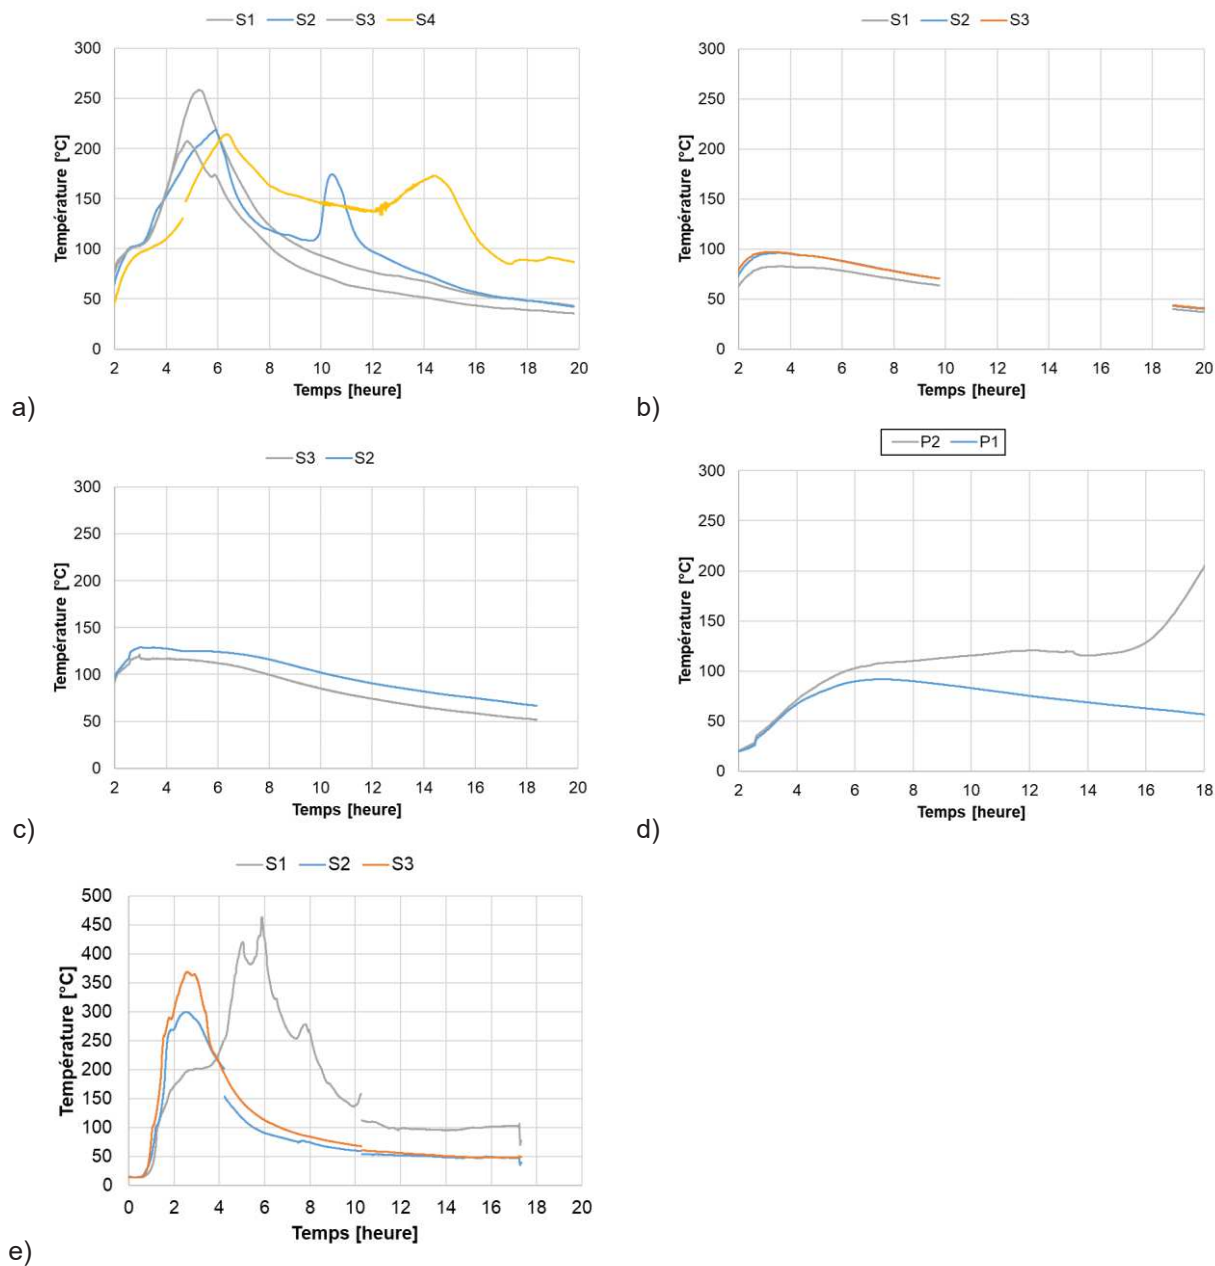 S1 S2 S3 S4
300
250
200
150
100
50
0
Température [°C]
2 4 6 8 10 12 14 16 18 20
Temps [heure]
a)
S1 S2 S3
300
250
200
150
100
50
0
Température [°C]
2 4 6 8 10 12 14 16 18 20
Temps [heure]
b)
S3 S2
300
250
200
150
100
50
0
Température [°C]
2 4 6 8 10 12 14 16 18 20
Temps [heure]
c)
P2 P1
300
250
200
150
100
50
0
Température [°C]
2 4 6 8 10 12 14 16 18
Temps [heure]
d)
S1 S2 S3
500
450
400
350
300
250
200
150
100
50
0
Température [°C]
0 2 4 6 8 10 12 14 16 18 20
Temps [heure]
e)